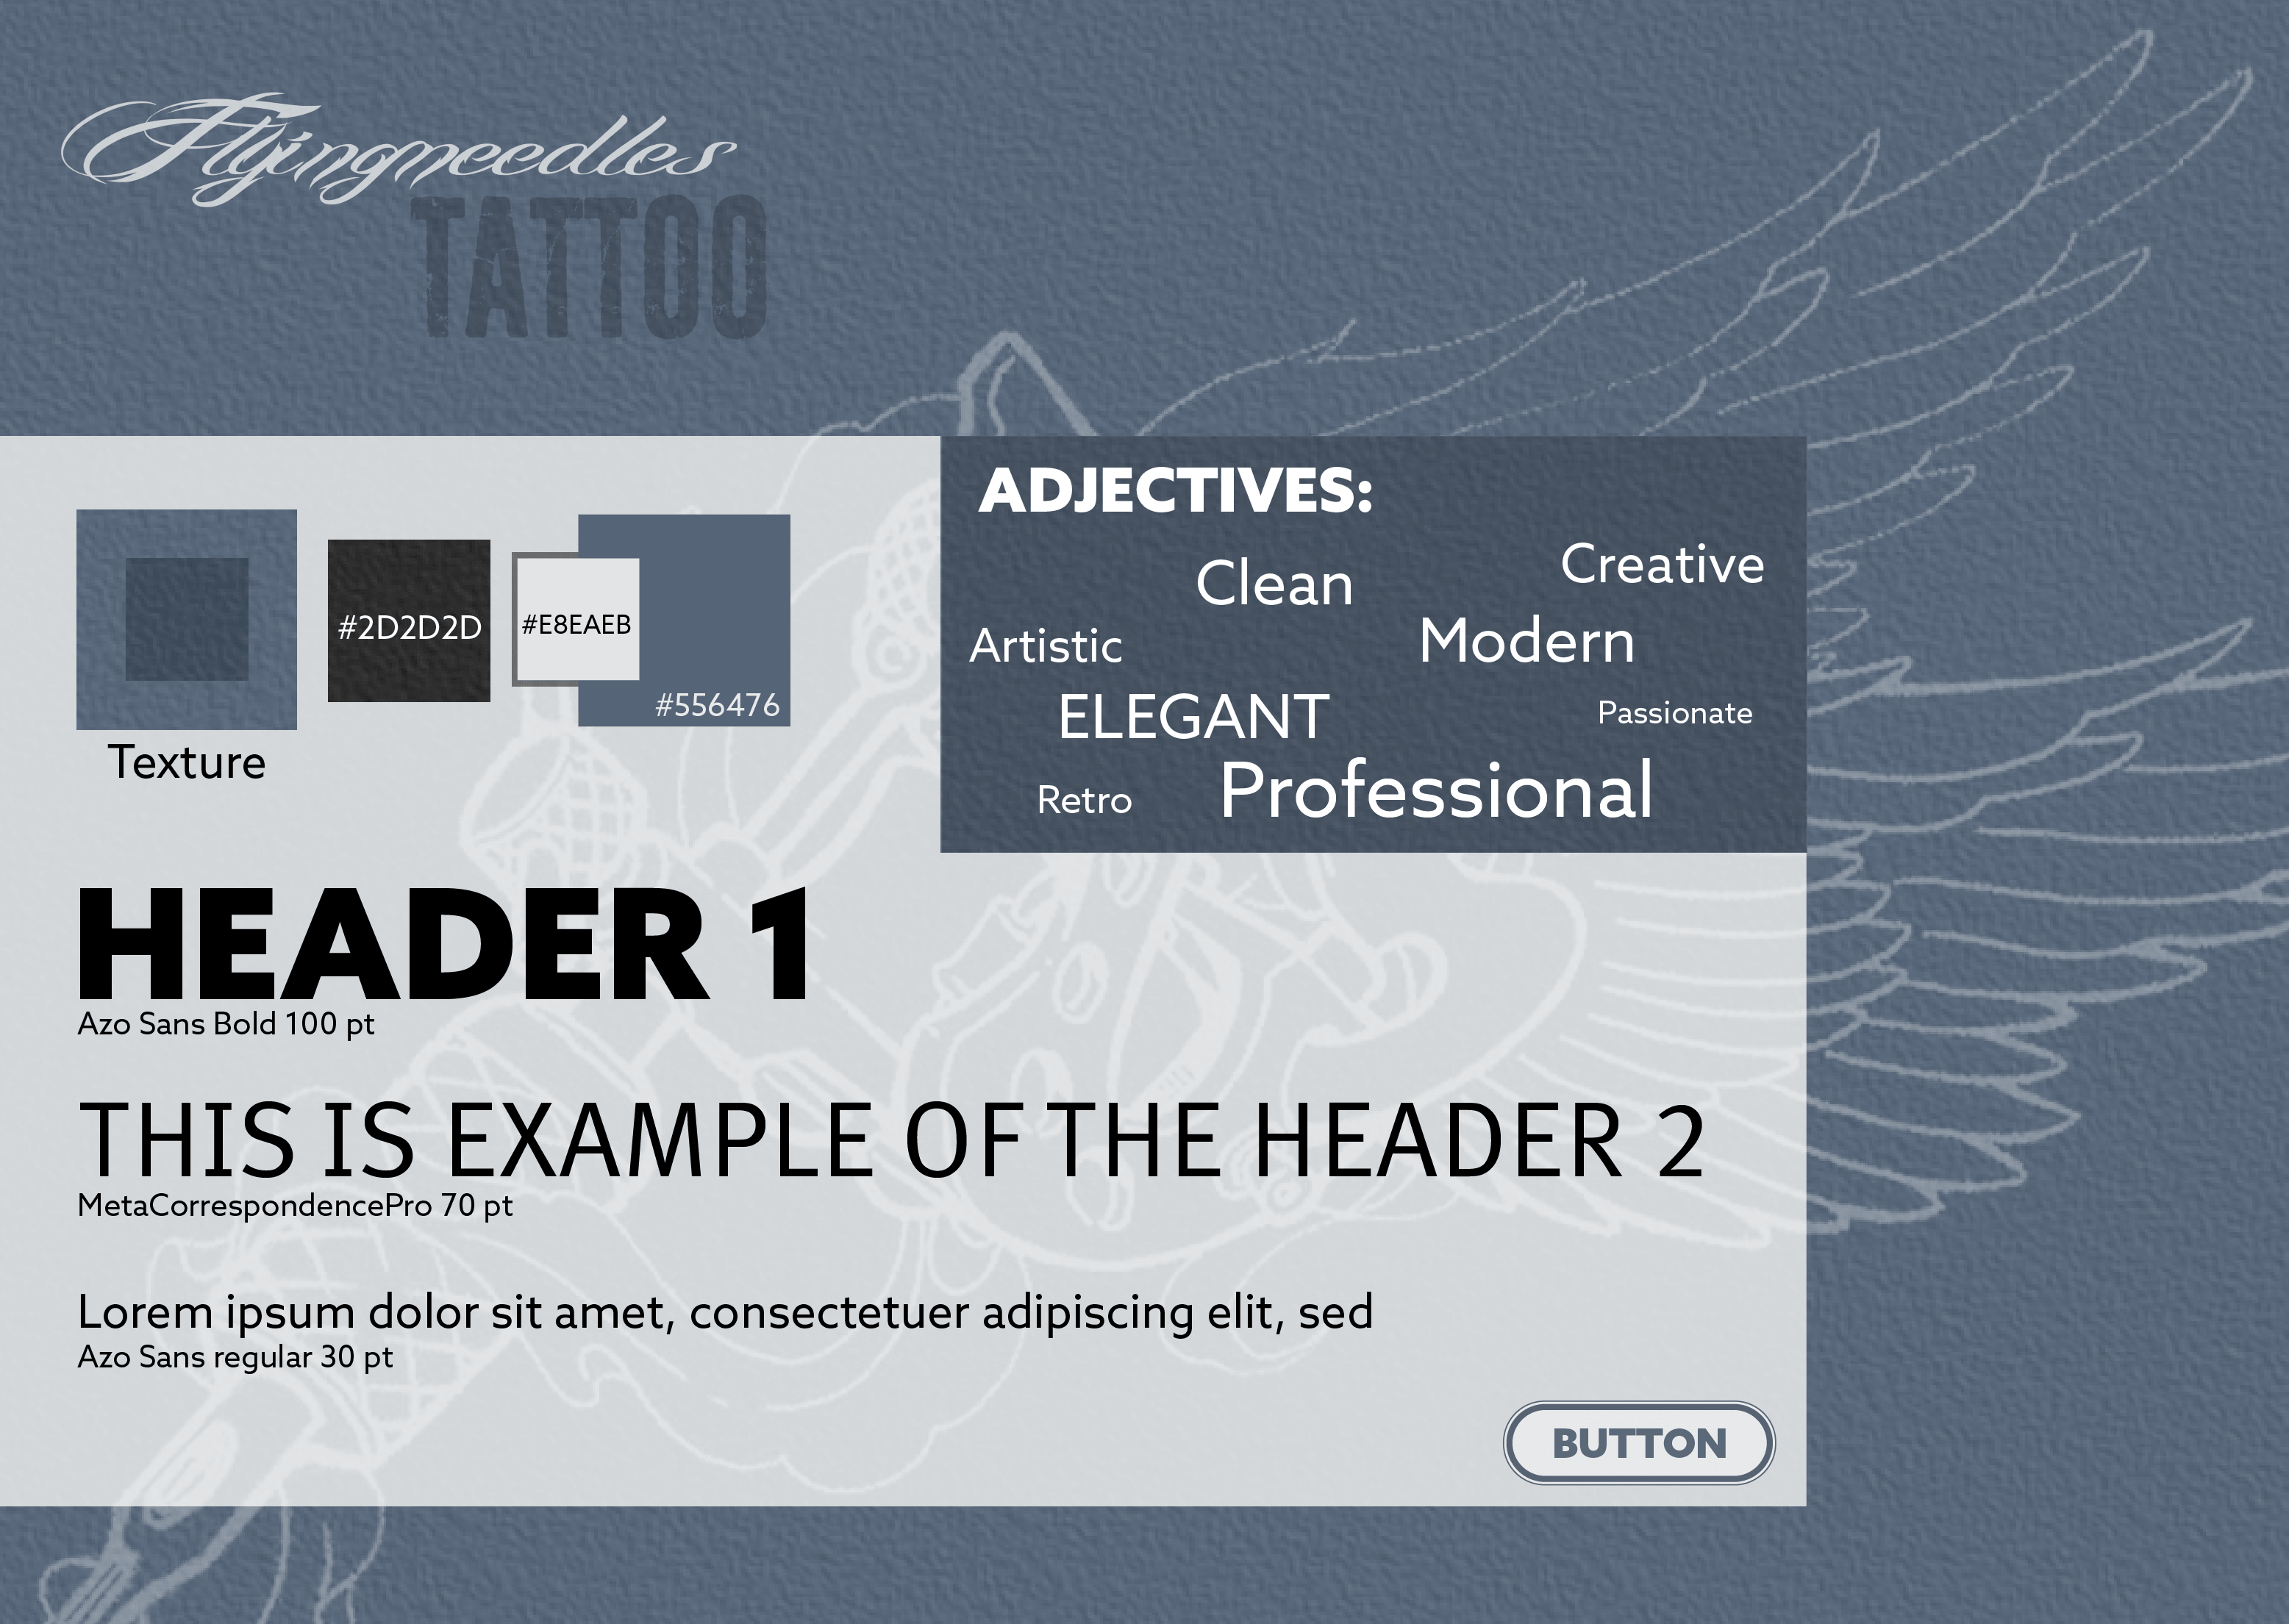 Flyingneedles
TATTOO
#2D2D2D
#E8EAEB
#556476
Texture
ADJECTIVES:
Clean
Creative
Artistic
Modern
ELEGANT
Passionate
Retro
Professional
HEADER 1
Azo Sans Bold 100 pt
THIS IS EXAMPLE OF THE HEADER 2
MetaCorrespondencePro 70 pt
Lorem ipsum dolor sit amet, consectetuer adipiscing elit, sed
Azo Sans regular 30 pt
BUTTON